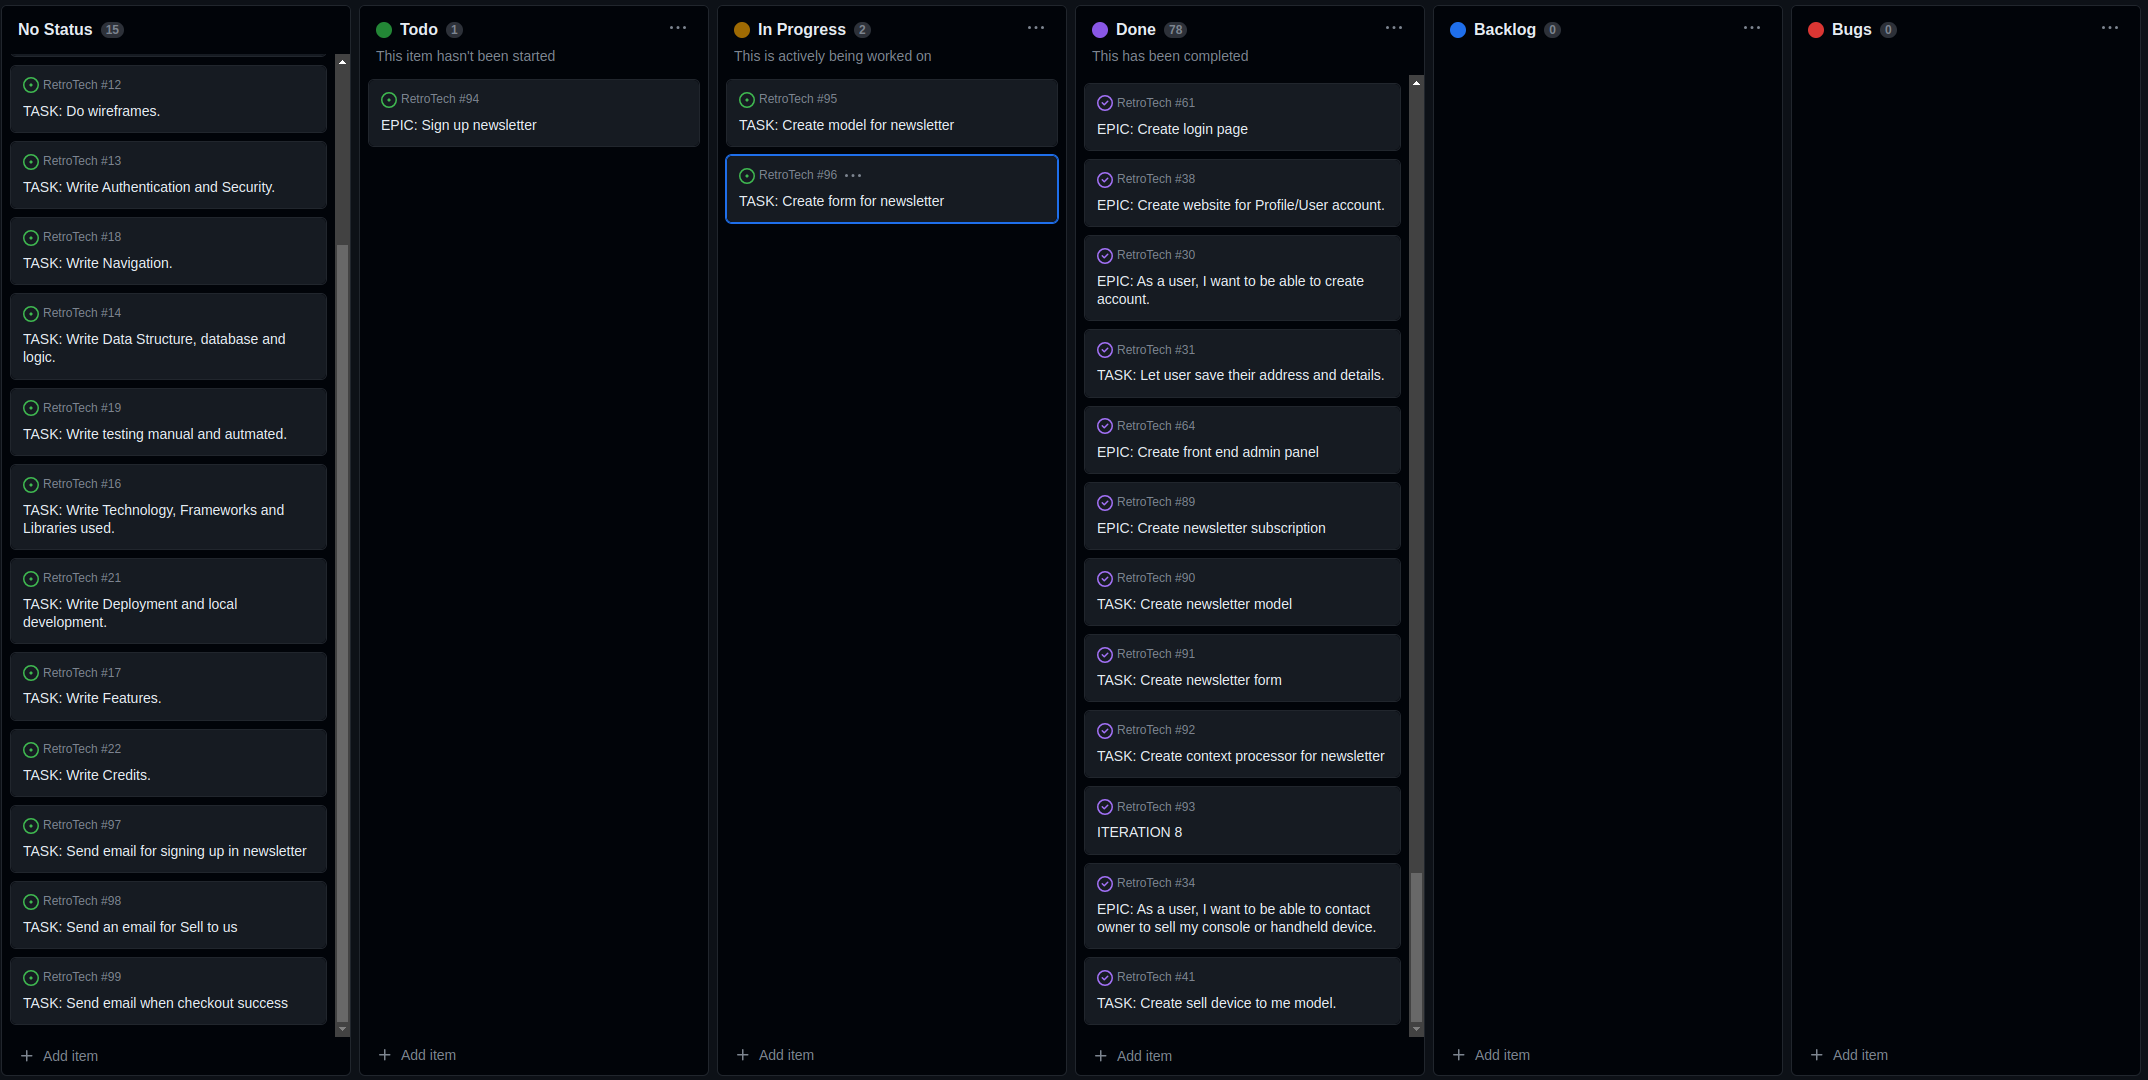 No Status 15
RetroTech #12
TASK: Do wireframes.
RetroTech #13
TASK: Write Authentication and Security.
RetroTech #18
TASK: Write Navigation.
RetroTech #14
TASK: Write Data Structure, database and
logic.
RetroTech #19
TASK: Write testing manual and autmated.
RetroTech #16
TASK: Write Technology, Frameworks and
Libraries used.
RetroTech #21
TASK: Write Deployment and local
development.
RetroTech #17
TASK: Write Features.
RetroTech #22
TASK: Write Credits.
RetroTech #97
TASK: Send email for signing up in newsletter
RetroTech #98
TASK: Send an email for Sell to us
RetroTech #99
TASK: Send email when checkout success
Add item
Todo 1
This item hasn't been started
RetroTech #94
EPIC: Sign up newsletter
Add item
In Progress 2
This is actively being worked on
RetroTech #95
TASK: Create model for newsletter
RetroTech #96
TASK: Create form for newsletter
Add item
Done 78
This has been completed
RetroTech #61
EPIC: Create login page
RetroTech #38
EPIC: Create website for Profile/User account.
RetroTech #30
EPIC: As a user, I want to be able to create
account.
RetroTech #31
TASK: Let user save their address and details.
RetroTech #64
EPIC: Create front end admin panel
RetroTech #89
EPIC: Create newsletter subscription
RetroTech #90
TASK: Create newsletter model
RetroTech #91
TASK: Create newsletter form
RetroTech #92
TASK: Create context processor for newsletter
RetroTech #93
ITERATION 8
RetroTech #34
EPIC: As a user, I want to be able to contact
owner to sell my console or handheld device.
RetroTech #41
TASK: Create sell device to me model.
Add item
Backlog 0
Add item
Bugs 0
Add item